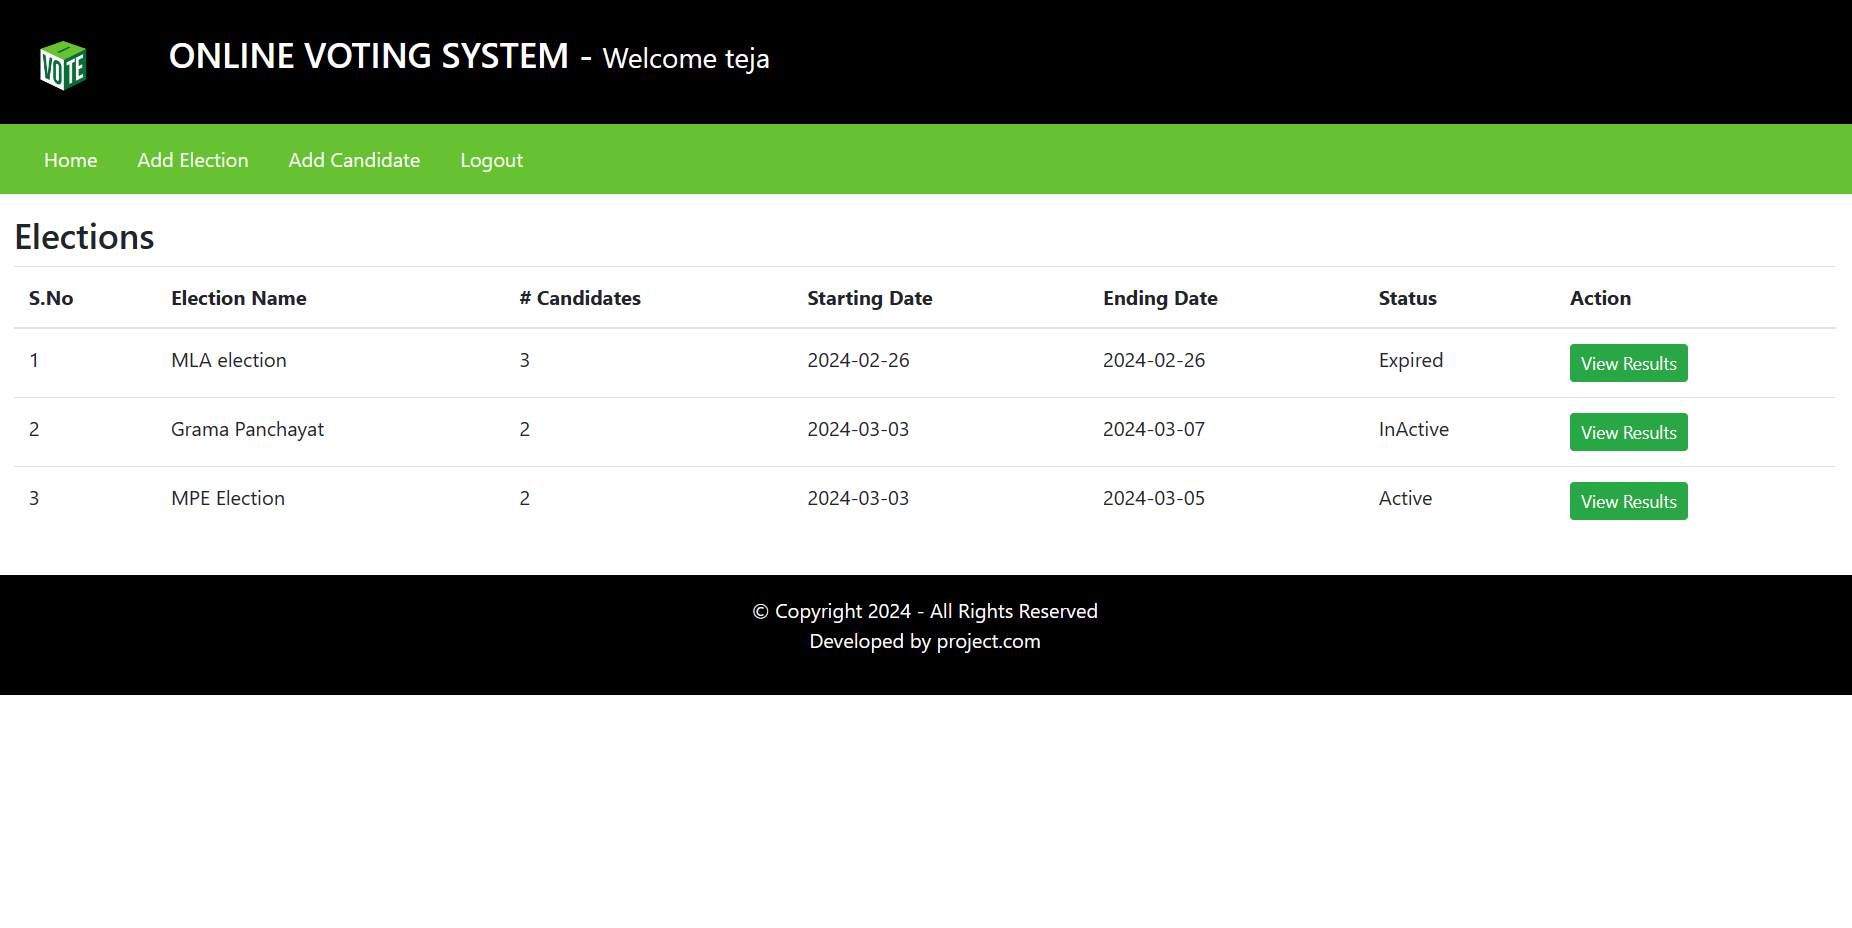 VOTE
ONLINE VOTING SYSTEM - Welcome teja
Home Add Election Add Candidate Logout
Elections
S.No Election Name # Candidates Starting Date Ending Date Status Action
1 MLA election 3 2024-02-26 2024-02-26 Expired View Results
2 Grama Panchayat 2 2024-03-03 2024-03-07 InActive View Results
3 MPE Election 2 2024-03-03 2024-03-05 Active View Results
© Copyright 2024 - All Rights Reserved
Developed by project.com